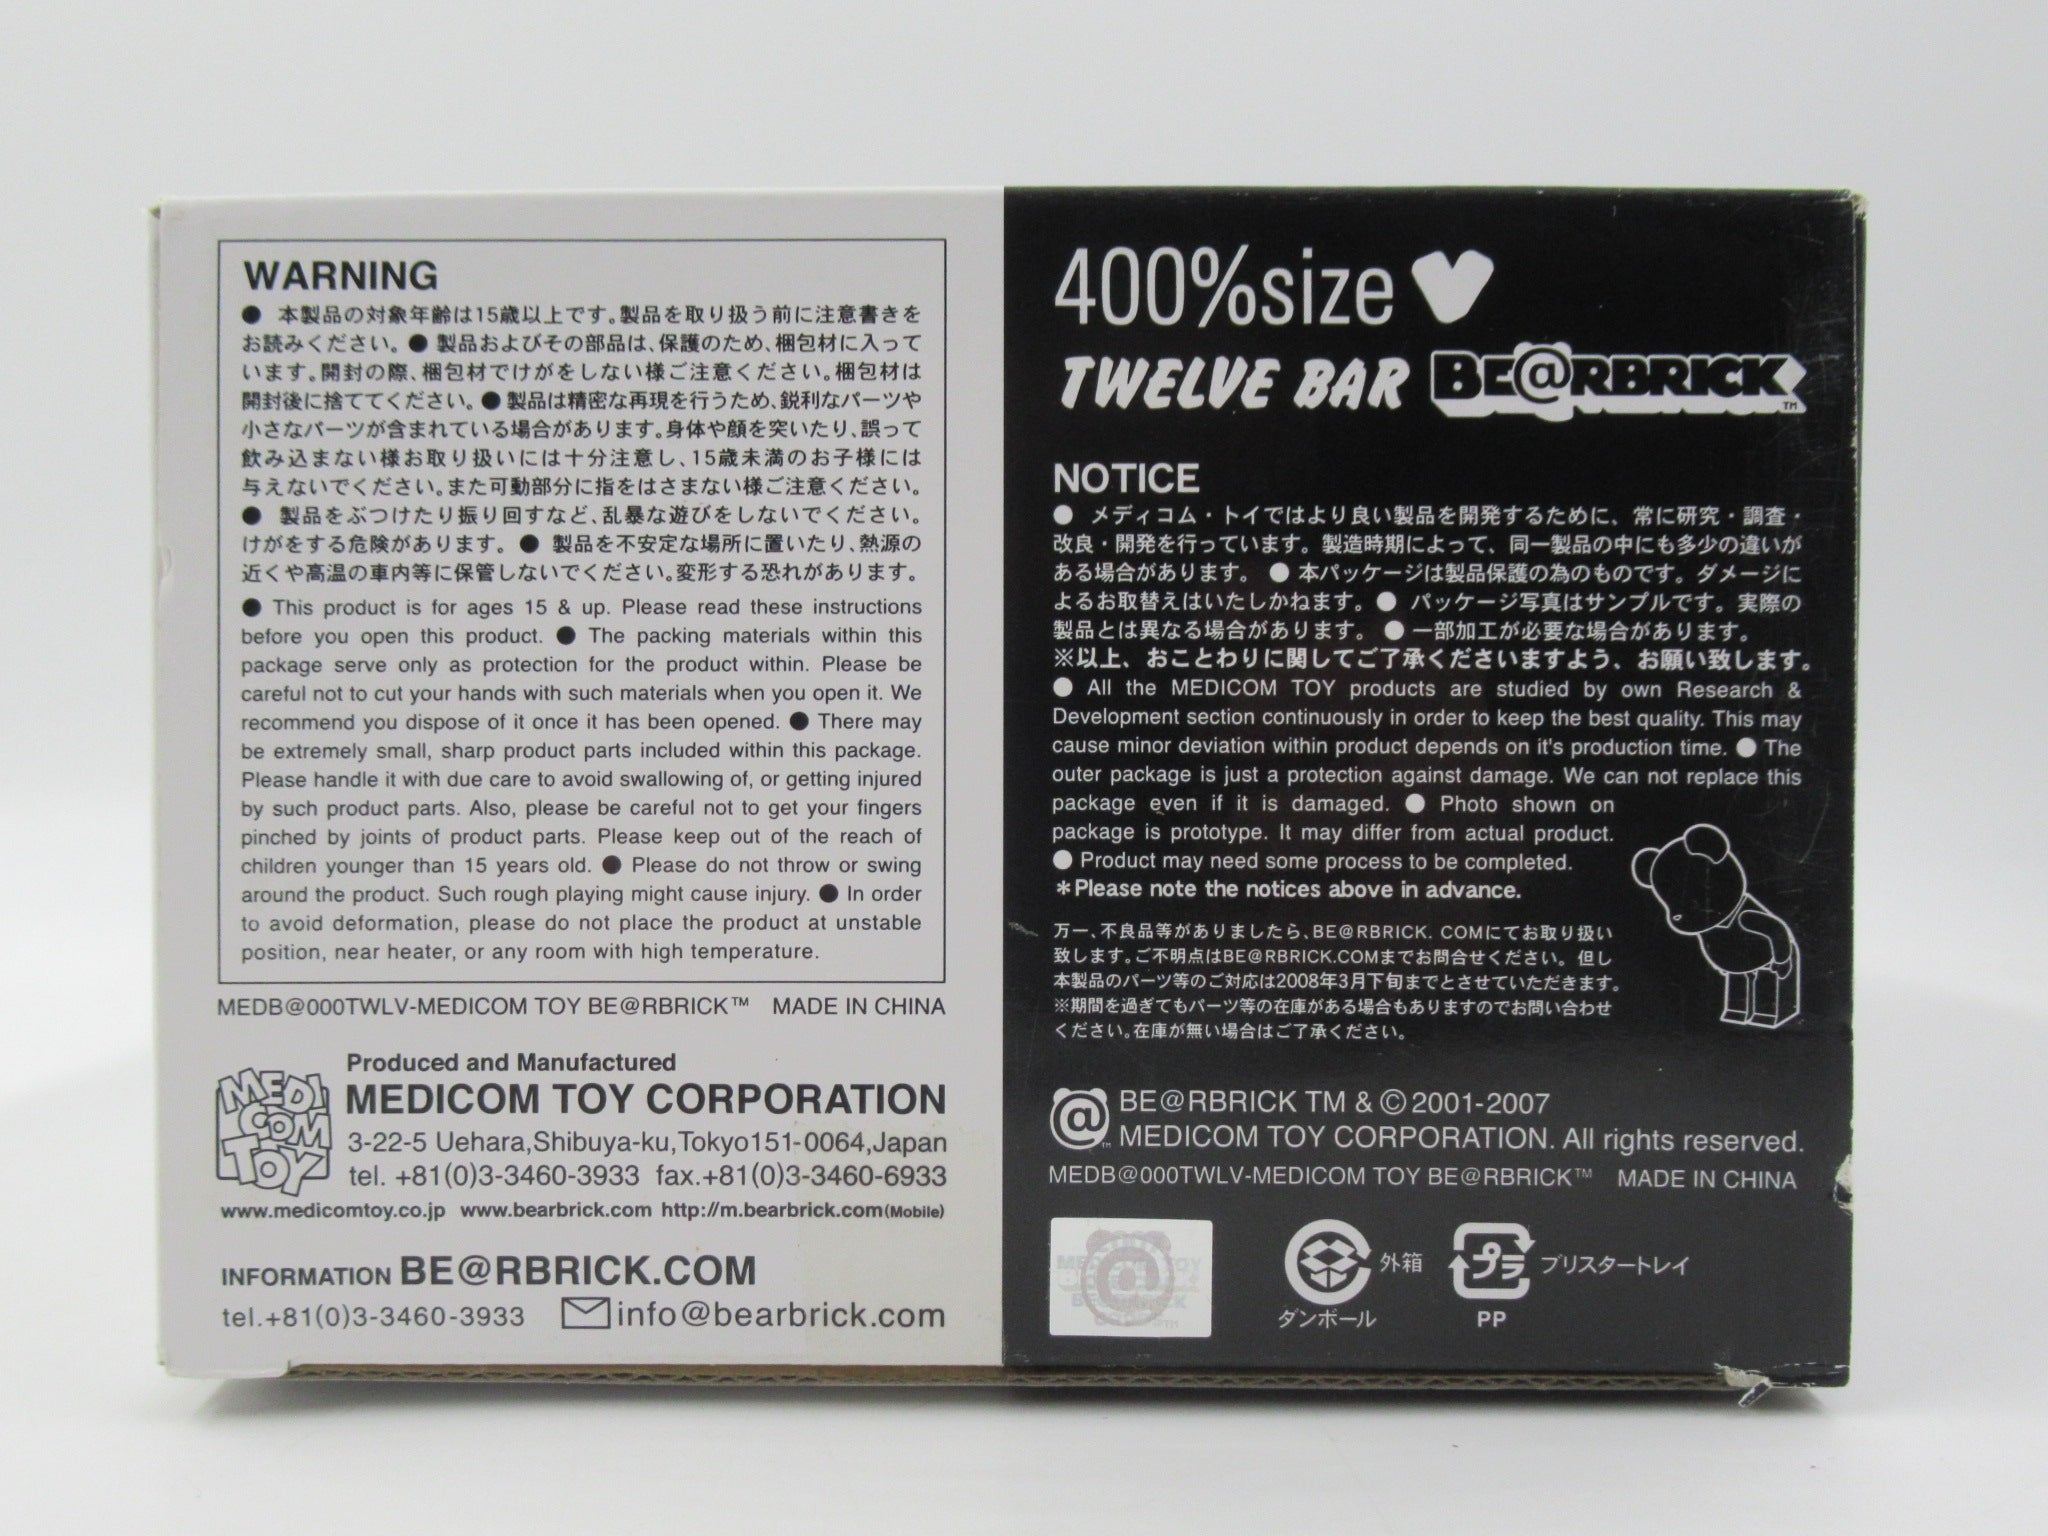 WARNING
● 本製品の対象年齢は15歳以上です。製品を取り扱う前に注意書きを
お読みください。● 製品およびその部品は、保護のため、梱包材に入って
います。開封の際、梱包材でけがをしない様ご注意ください。梱包材は
開封後に捨ててください。● 製品は精密な再現を行うため、鋭利なパーツや
小さなパーツが含まれている場合があります。身体や顔を突いたり、誤って
飲み込まない様お取り扱いには十分注意し、15歳未満のお子様には
与えないでください。また可動部分に指をはさまない様ご注意ください。
● 製品をぶつけたり振り回すなど、乱暴な遊びをしないでください。
けがをする危険があります。● 製品を不安定な場所に置いたり、熱源の
近くや高温の車内等に保管しないでください。変形する恐れがあります。
● This product is for ages 15 & up. Please read these instructions
before you open this product. ● The packing materials within this
package serve only as protection for the product within. Please be
careful not to cut your hands with such materials when you open it. We
recommend you dispose of it once it has been opened. ● There may
be extremely small, sharp product parts included within this package.
Please handle it with due care to avoid swallowing of, or getting injured
by such product parts. Also, please be careful not to get your fingers
pinched by joints of product parts. Please keep out of the reach of
children younger than 15 years old. ● Please do not throw or swing
around the product. Such rough playing might cause injury. ● In order
to avoid deformation, please do not place the product at unstable
position, near heater, or any room with high temperature.
MEDB@000TWLV-MEDICOM TOY BE@RBRICK™ MADE IN CHINA
MEDI
COM
TOY
Produced and Manufactured
MEDICOM TOY CORPORATION
3-22-5 Uehara,Shibuya-ku,Tokyo151-0064,Japan
tel. +81(0)3-3460-3933 fax.+81(0)3-3460-6933
www.medicomtoy.co.jp www.bearbrick.com http://m.bearbrick.com(Mobile)
INFORMATION BE@RBRICK.COM
tel.+81(0)3-3460-3933 info@bearbrick.com
400%size
TWELVE BAR BE@RBRICK™
NOTICE
● メディコム・トイではより良い製品を開発するために、常に研究・調査・
改良・開発を行っています。製造時期によって、同一製品の中にも多少の違いが
ある場合があります。● 本パッケージは製品保護の為のものです。ダメージに
よるお取替えはいたしかねます。● パッケージ写真はサンプルです。実際の
製品とは異なる場合があります。● 一部加工が必要な場合があります。
※以上、おことわりに関してご了承くださいますよう、お願い致します。
● All the MEDICOM TOY products are studied by own Research &
Development section continuously in order to keep the best quality. This may
cause minor deviation within product depends on it's production time. ● The
outer package is just a protection against damage. We can not replace this
package even if it is damaged. ● Photo shown on
package is prototype. It may differ from actual product.
● Product may need some process to be completed.
*Please note the notices above in advance.
万一、不良品等がありましたら、BE@RBRICK. COMにてお取り扱い
致します。ご不明点はBE@RBRICK.COMまでお問合せください。但し
本製品のパーツ等のご対応は2008年3月下旬までとさせていただきます。
※期間を過ぎてもパーツ等の在庫がある場合もありますのでお問い合わせ
ください。在庫が無い場合はご了承ください。
@™ BE@RBRICK TM & © 2001-2007
MEDICOM TOY CORPORATION. All rights reserved.
MEDB@000TWLV-MEDICOM TOY BE@RBRICK™ MADE IN CHINA
外箱
ダンボール
プラ
ブリスタートレイ
PP